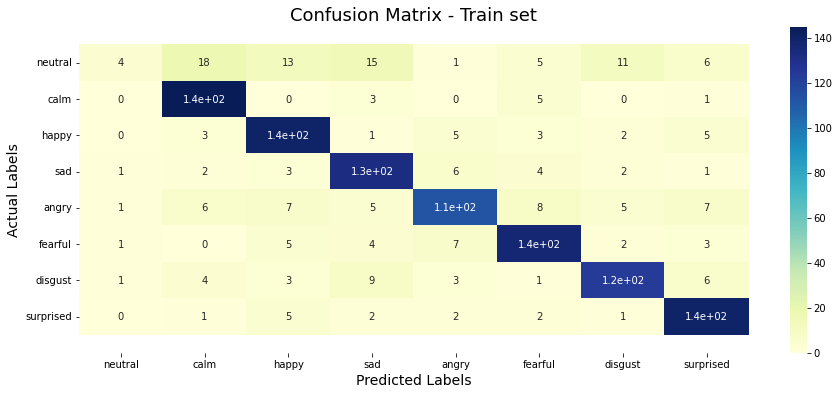 Confusion Matrix - Train set
neutral 4 18 13 15 1 5 11 6
calm 0 1.4e+02 0 3 0 5 0 1
happy 0 3 1.4e+02 1 5 3 2 5
sad 1 2 3 1.3e+02 6 4 2 1
angry 1 6 7 5 1.1e+02 8 5 7
fearful 1 0 5 4 7 1.4e+02 2 3
disgust 1 4 3 9 3 1 1.2e+02 6
surprised 0 1 5 2 2 2 1 1.4e+02
neutral calm happy sad angry fearful disgust surprised
Predicted Labels
Actual Labels
140
120
100
80
60
40
20
0